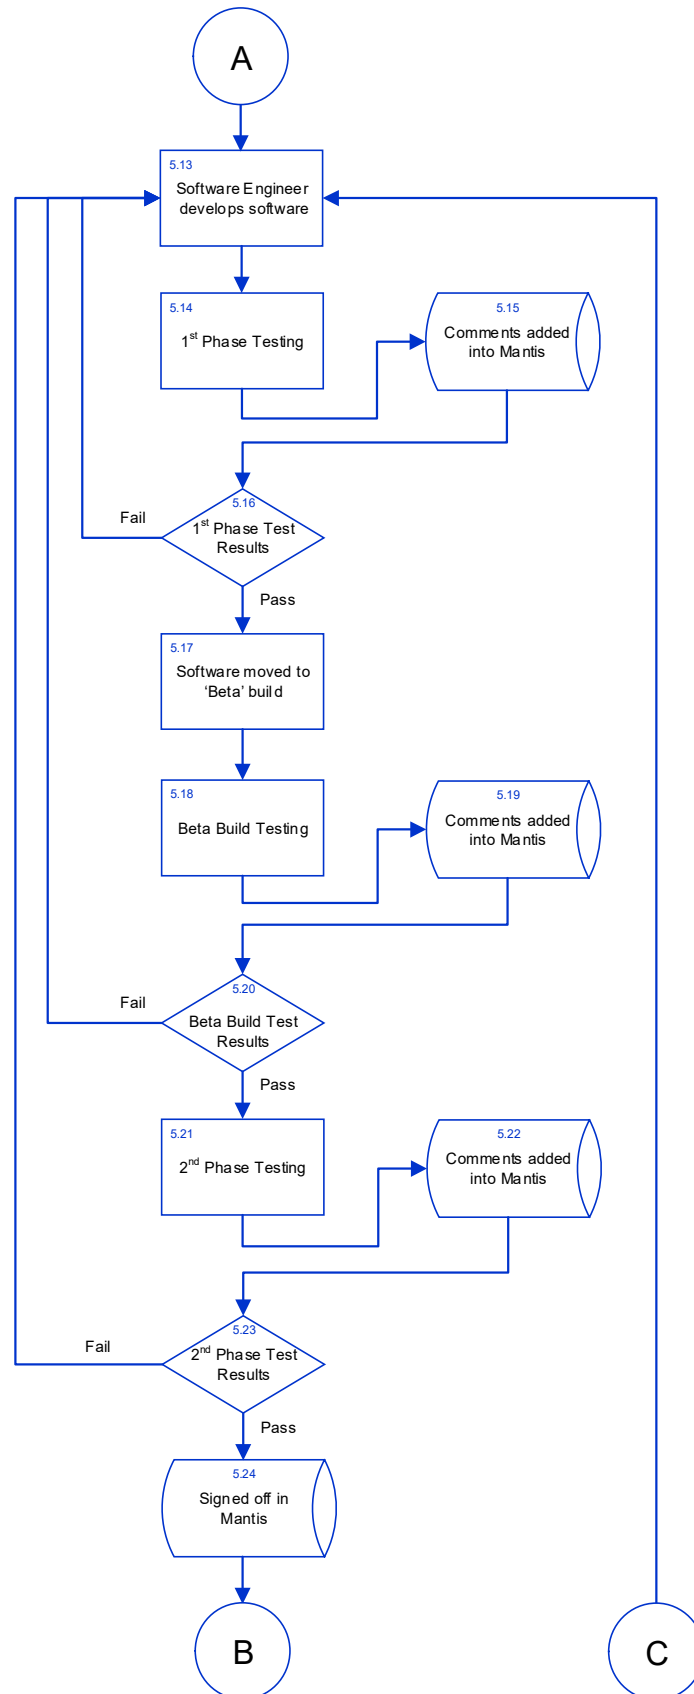 A
5.13
Software Engineer
develops software
5.14
1st Phase Testing
5.15
Comments added
into Mantis
5.16
1st Phase Test
Results
Fail
Pass
5.17
Software moved to
‘Beta’ build
5.18
Beta Build Testing
5.19
Comments added
into Mantis
5.20
Beta Build Test
Results
Fail
Pass
5.21
2nd Phase Testing
5.22
Comments added
into Mantis
5.23
2nd Phase Test
Results
Fail
Pass
5.24
Signed off in
Mantis
B
C